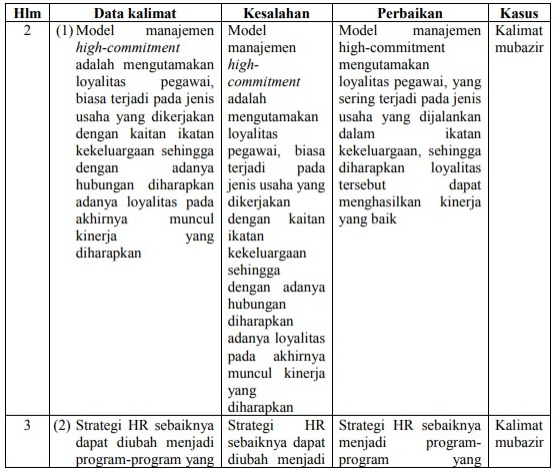 Hlm Data kalimat Kesalahan Perbaikan Kasus
2
(1) Model manajemen
high-commitment
adalah mengutamakan
loyalitas pegawai,
biasa terjadi pada jenis
usaha yang dikerjakan
dengan kaitan ikatan
kekeluargaan sehingga
dengan adanya
hubungan diharapkan
adanya loyalitas pada
akhirnya muncul
kinerja yang
diharapkan
Model
manajemen
high-
commitment
adalah
mengutamakan
loyalitas
pegawai, biasa
terjadi pada
jenis usaha yang
dikerjakan
dengan kaitan
ikatan
kekeluargaan
sehingga
dengan adanya
hubungan
diharapkan
adanya loyalitas
pada akhirnya
muncul kinerja
yang
diharapkan
Model manajemen
high-commitment
mengutamakan
loyalitas pegawai, yang
sering terjadi pada jenis
usaha yang dijalankan
dalam ikatan
kekeluargaan, sehingga
diharapkan loyalitas
tersebut dapat
menghasilkan kinerja
yang baik
Kalimat
mubazir
3
(2) Strategi HR sebaiknya
dapat diubah menjadi
program-program yang
Strategi HR
sebaiknya dapat
diubah menjadi
Strategi HR sebaiknya
menjadi program-
program yang
Kalimat
mubazir